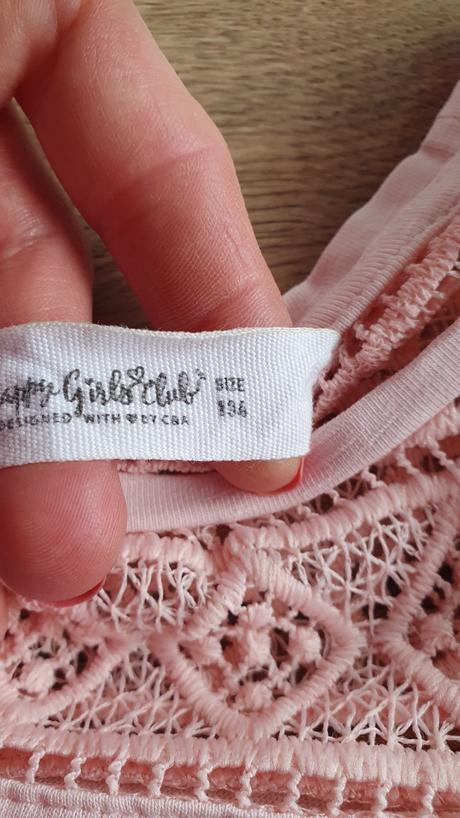 appy Girls Club SIZE
DESIGNED WITH ♥ BY C&A 134